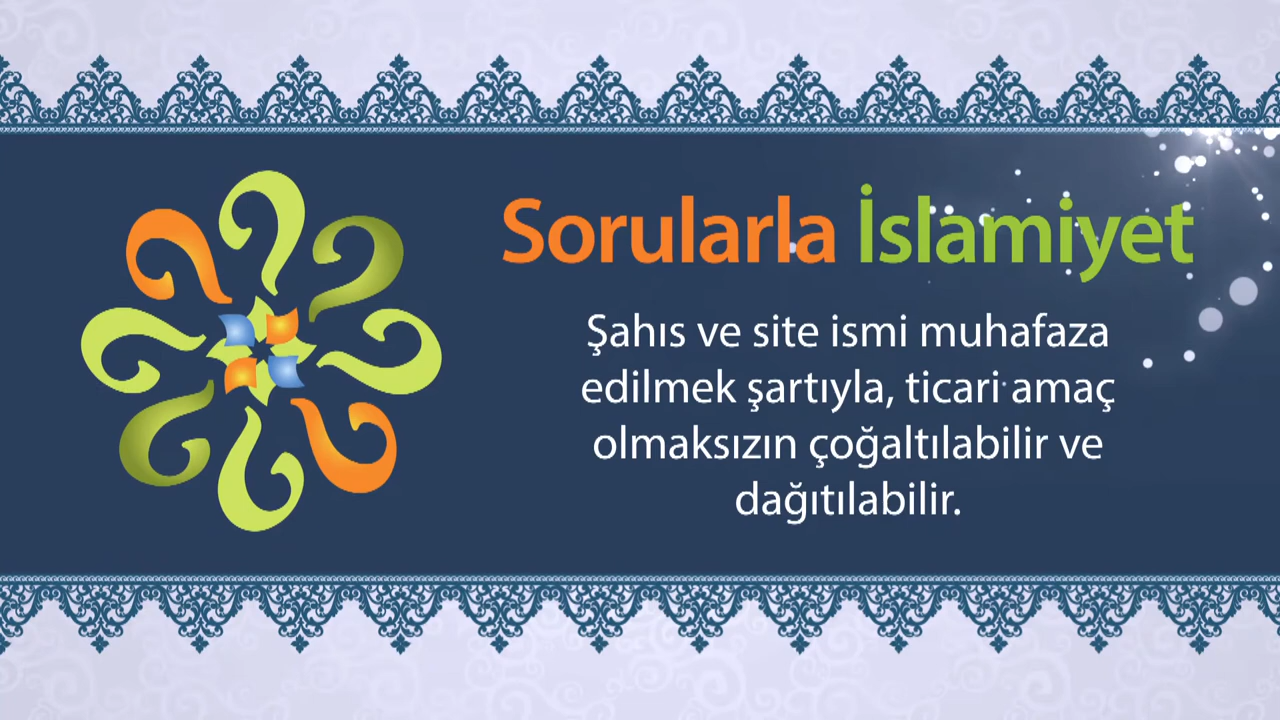 Sorularla İslamiyet
Şahıs ve site ismi muhafaza
edilmek şartıyla, ticari amaç
olmaksızın çoğaltılabilir ve
dağıtılabilir.